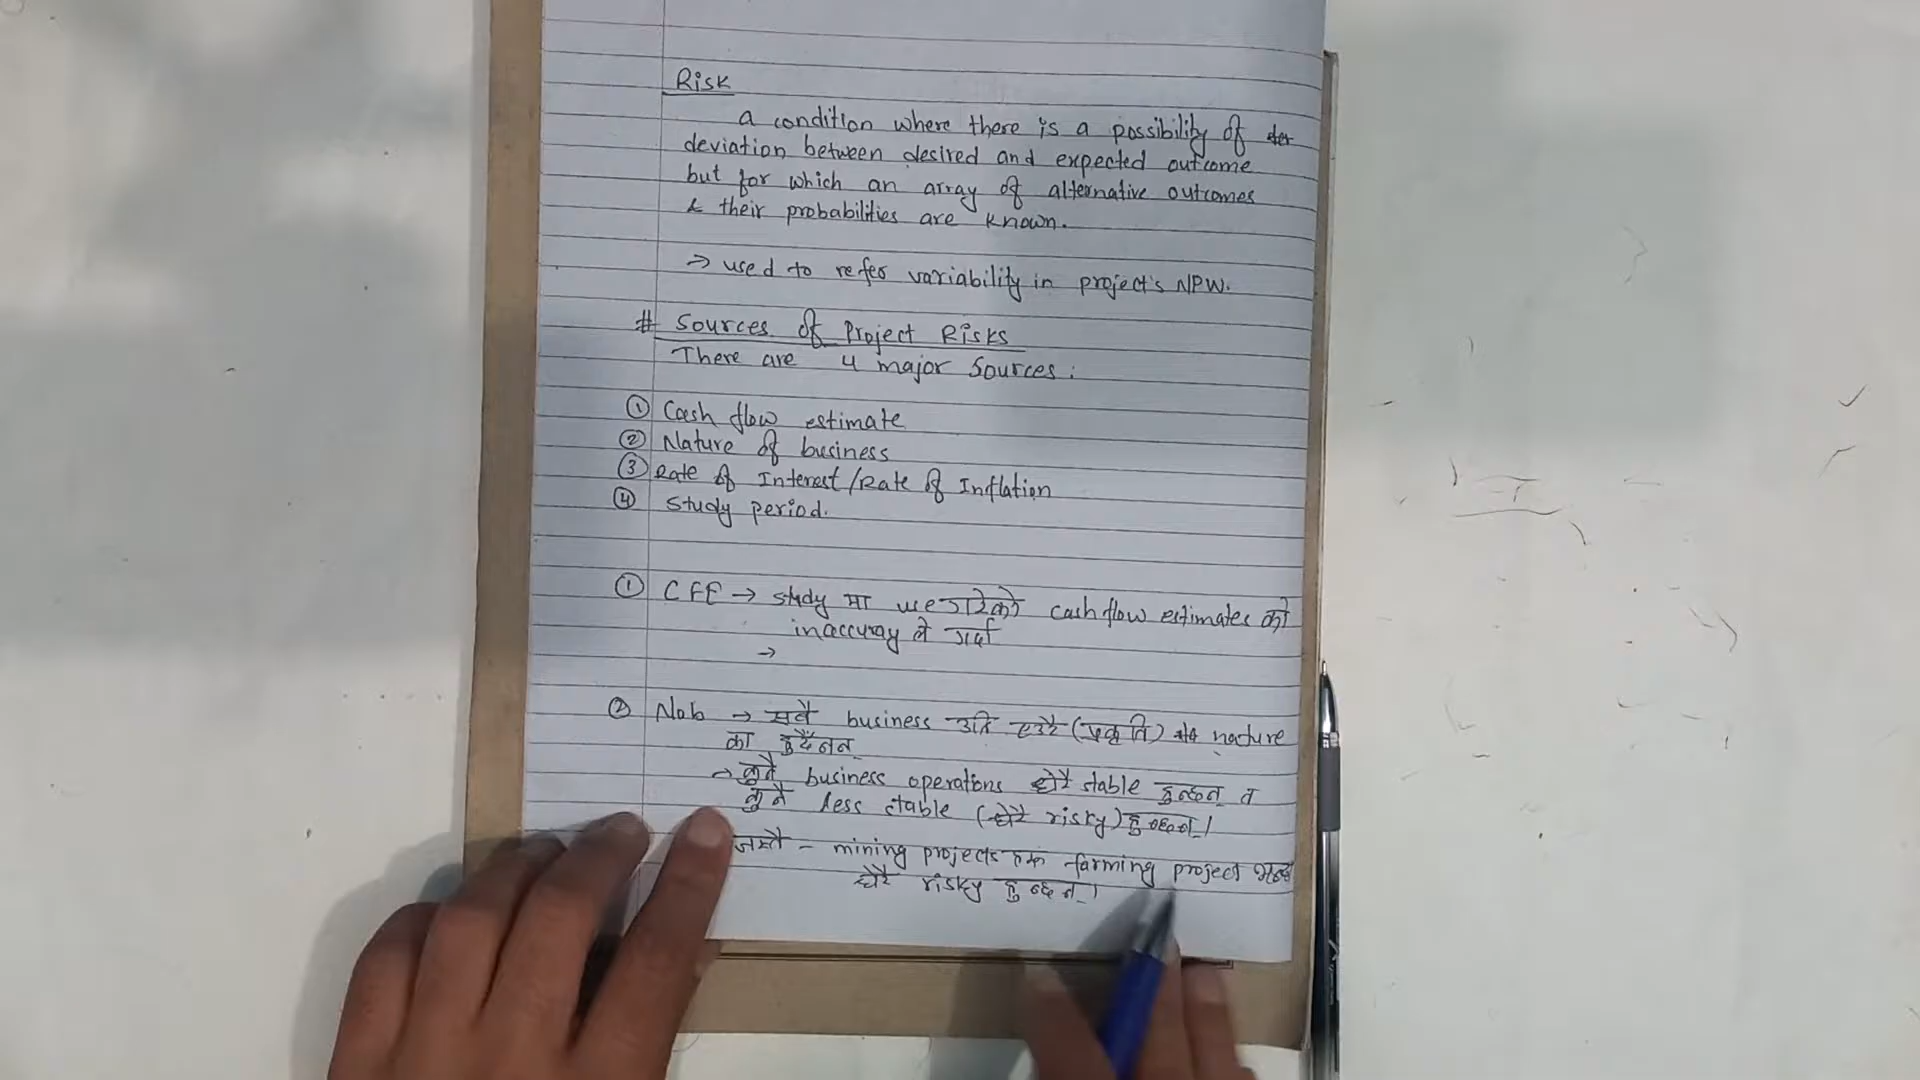 Risk
a condition where there is a possibility of
deviation between desired and expected outcome
but for which an array of alternative outcomes
& their probabilities are known.
→ used to refer variability in project's NPW.
# Sources of Project Risks
There are 4 major sources:
① Cash flow estimate
② Nature of business
③ Rate of Interest/Rate of Inflation
④ Study period.
① CFE → study मा use गरेको cash flow estimates को
inaccuray ले गर्दा
→
② Nob → सबै business उति एउटै (प्रकृति) nature
का हुदैनन्
→ कुनै business operations धेरै stable हुन्छन् त
कुनै less stable (धेरै risky) हुन्छन्।
जस्तै - mining projects हरू farming project भन्दा
धेरै risky हुन्छन्।